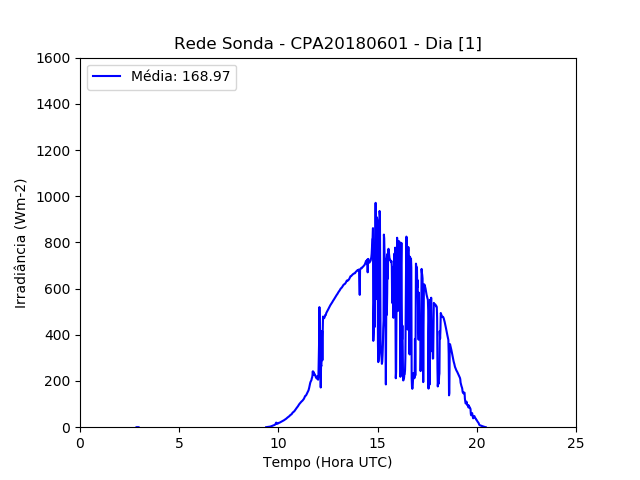 Rede Sonda - CPA20180601 - Dia [1]
Média: 168.97
1600
1400
1200
1000
800
600
400
200
0
Irradiância (Wm-2)
0 5 10 15 20 25
Tempo (Hora UTC)